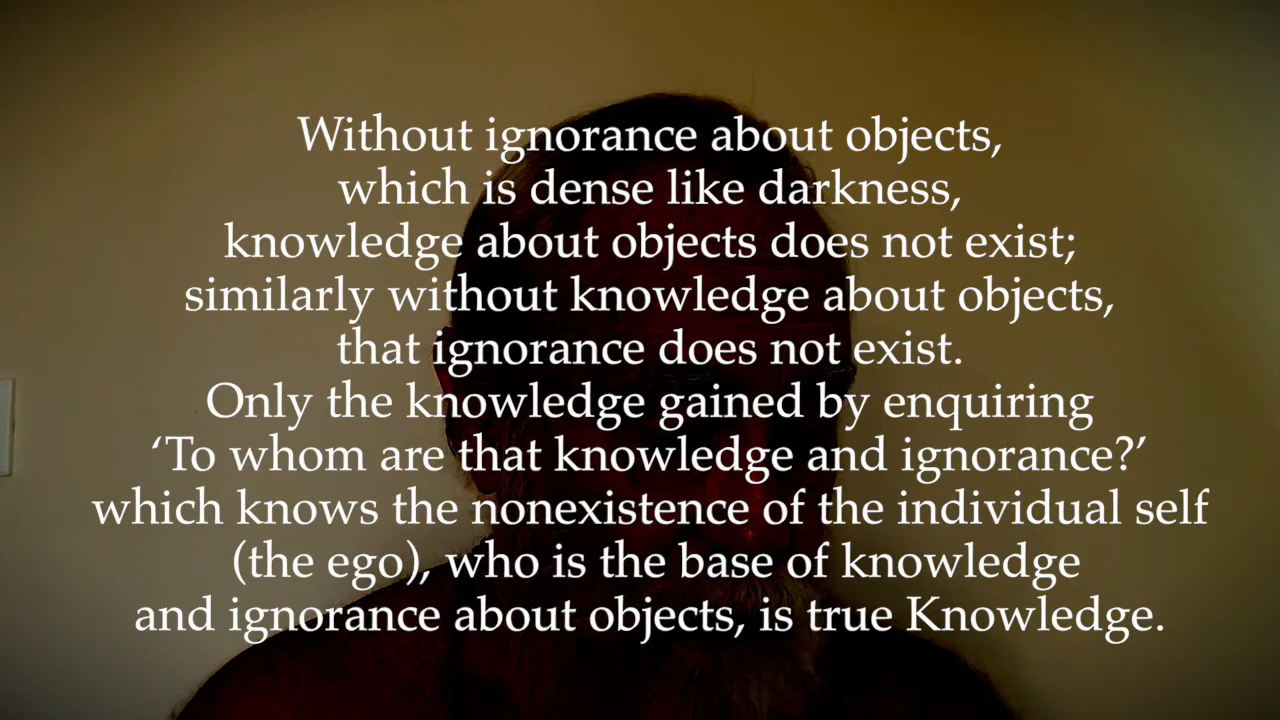 Without ignorance about objects,
which is dense like darkness,
knowledge about objects does not exist;
similarly without knowledge about objects,
that ignorance does not exist.
Only the knowledge gained by enquiring
‘To whom are that knowledge and ignorance?’
which knows the nonexistence of the individual self
(the ego), who is the base of knowledge
and ignorance about objects, is true Knowledge.